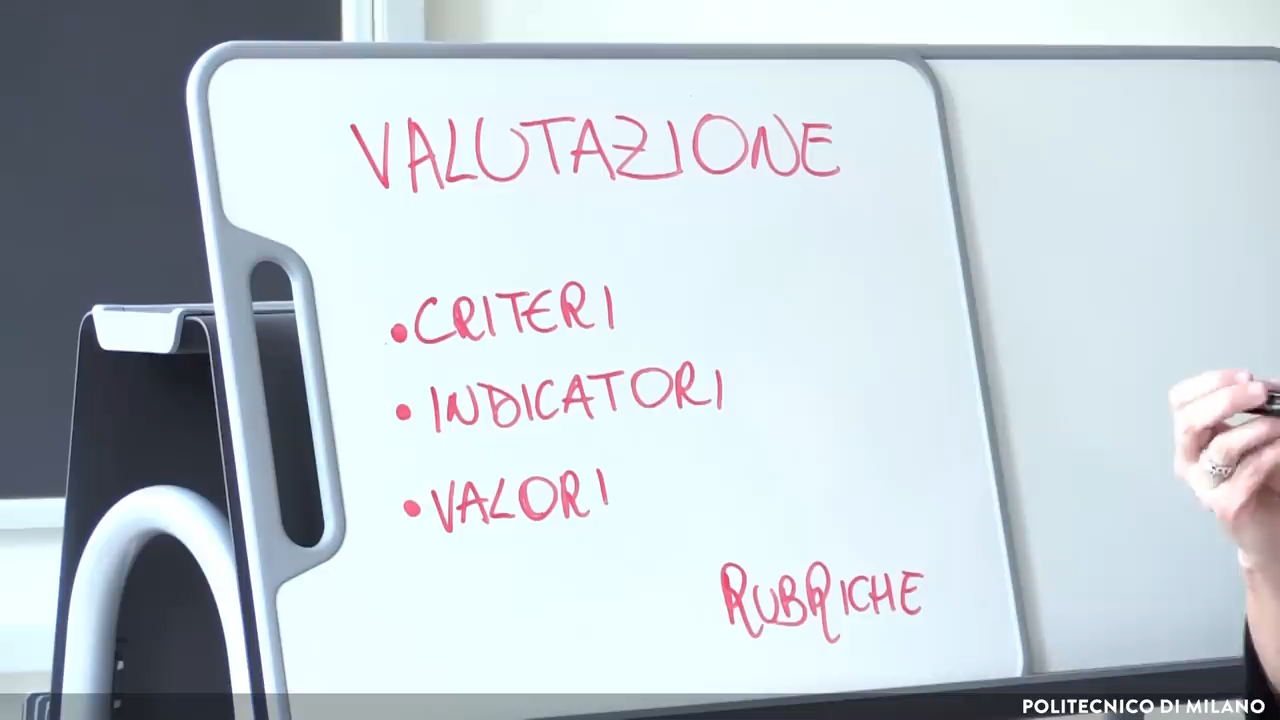 VALUTAZIONE
• CRITERI
• INDICATORI
• VALORI
RUBRICHE
POLITECNICO DI MILANO